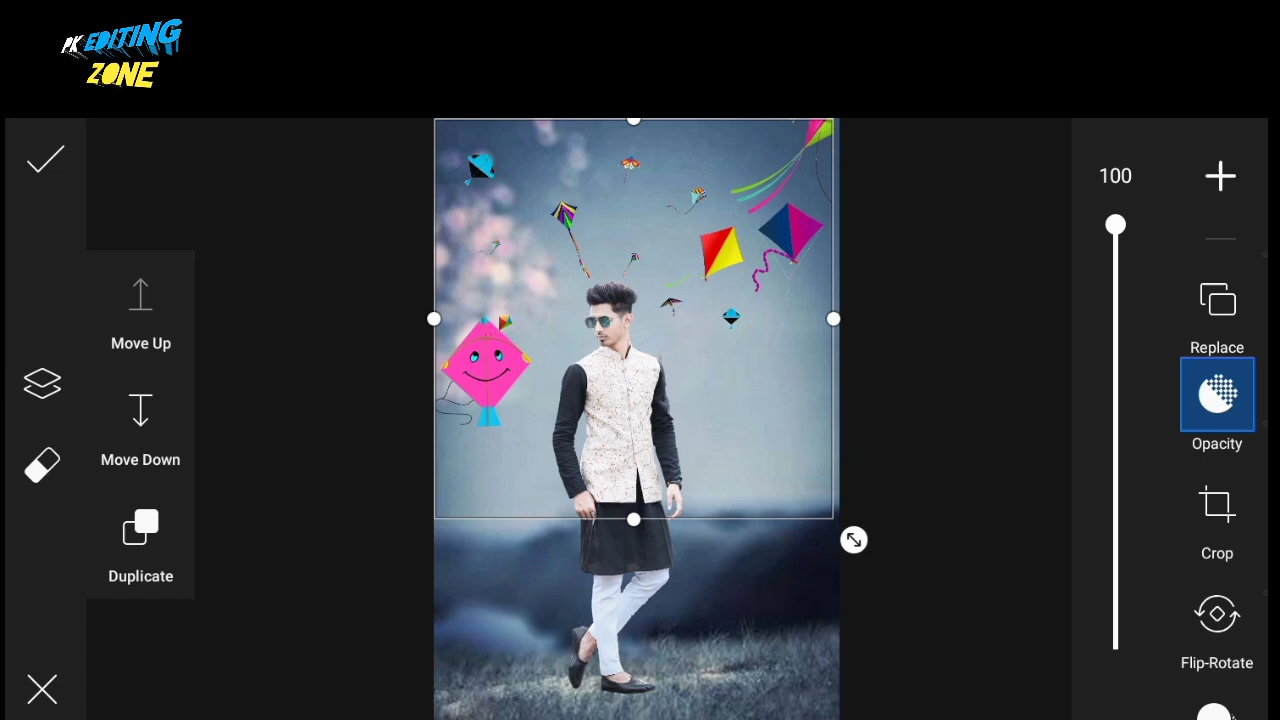 PK EDITING
ZONE
100
Move Up
Move Down
Duplicate
Replace
Opacity
Crop
Flip-Rotate